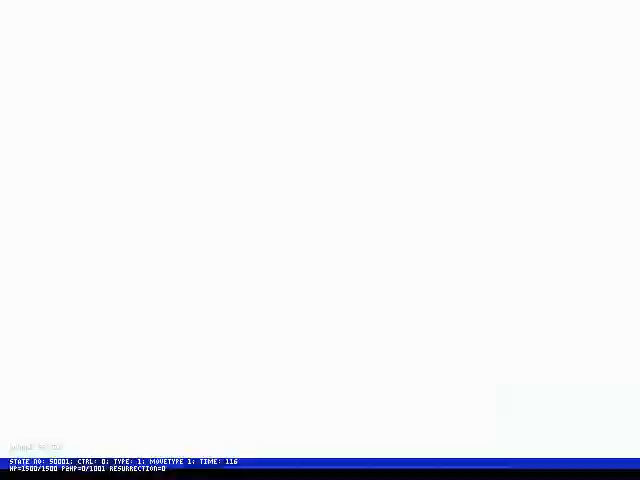 STATE NO: 50001; CTRL: 0; TYPE: 1; MOVETYPE 1; TIME: 116
HP=1500/1500 P2HP=0/1001 RESURRECTION=0